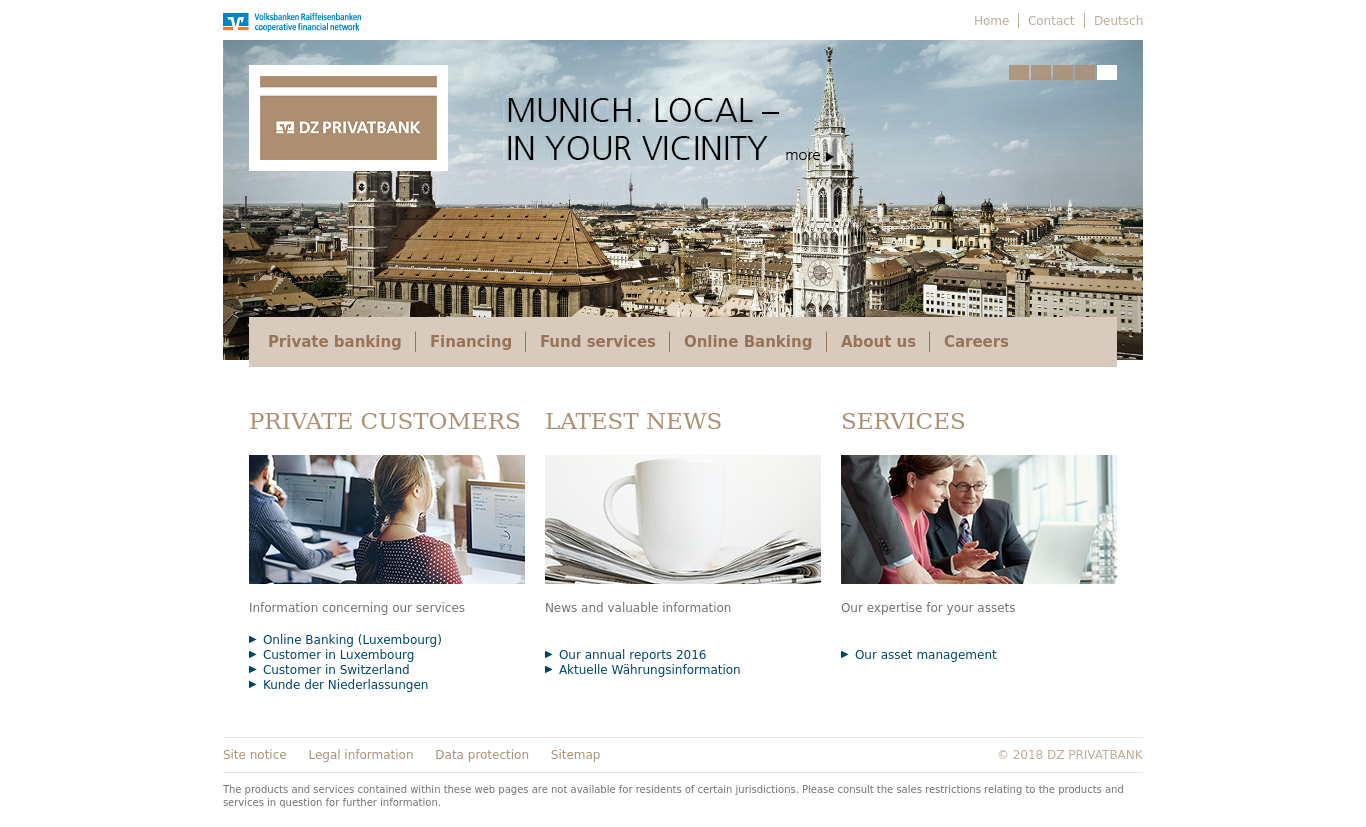 Volksbanken Raiffeisenbanken
cooperative financial network
Home
Contact
Deutsch
DZ PRIVATBANK
MUNICH. LOCAL –
IN YOUR VICINITY
more
Private banking
Financing
Fund services
Online Banking
About us
Careers
PRIVATE CUSTOMERS
Information concerning our services
Online Banking (Luxembourg)
Customer in Luxembourg
Customer in Switzerland
Kunde der Niederlassungen
LATEST NEWS
News and valuable information
Our annual reports 2016
Aktuelle Währungsinformation
SERVICES
Our expertise for your assets
Our asset management
Site notice
Legal information
Data protection
Sitemap
© 2018 DZ PRIVATBANK
The products and services contained within these web pages are not available for residents of certain jurisdictions. Please consult the sales restrictions relating to the products and
services in question for further information.